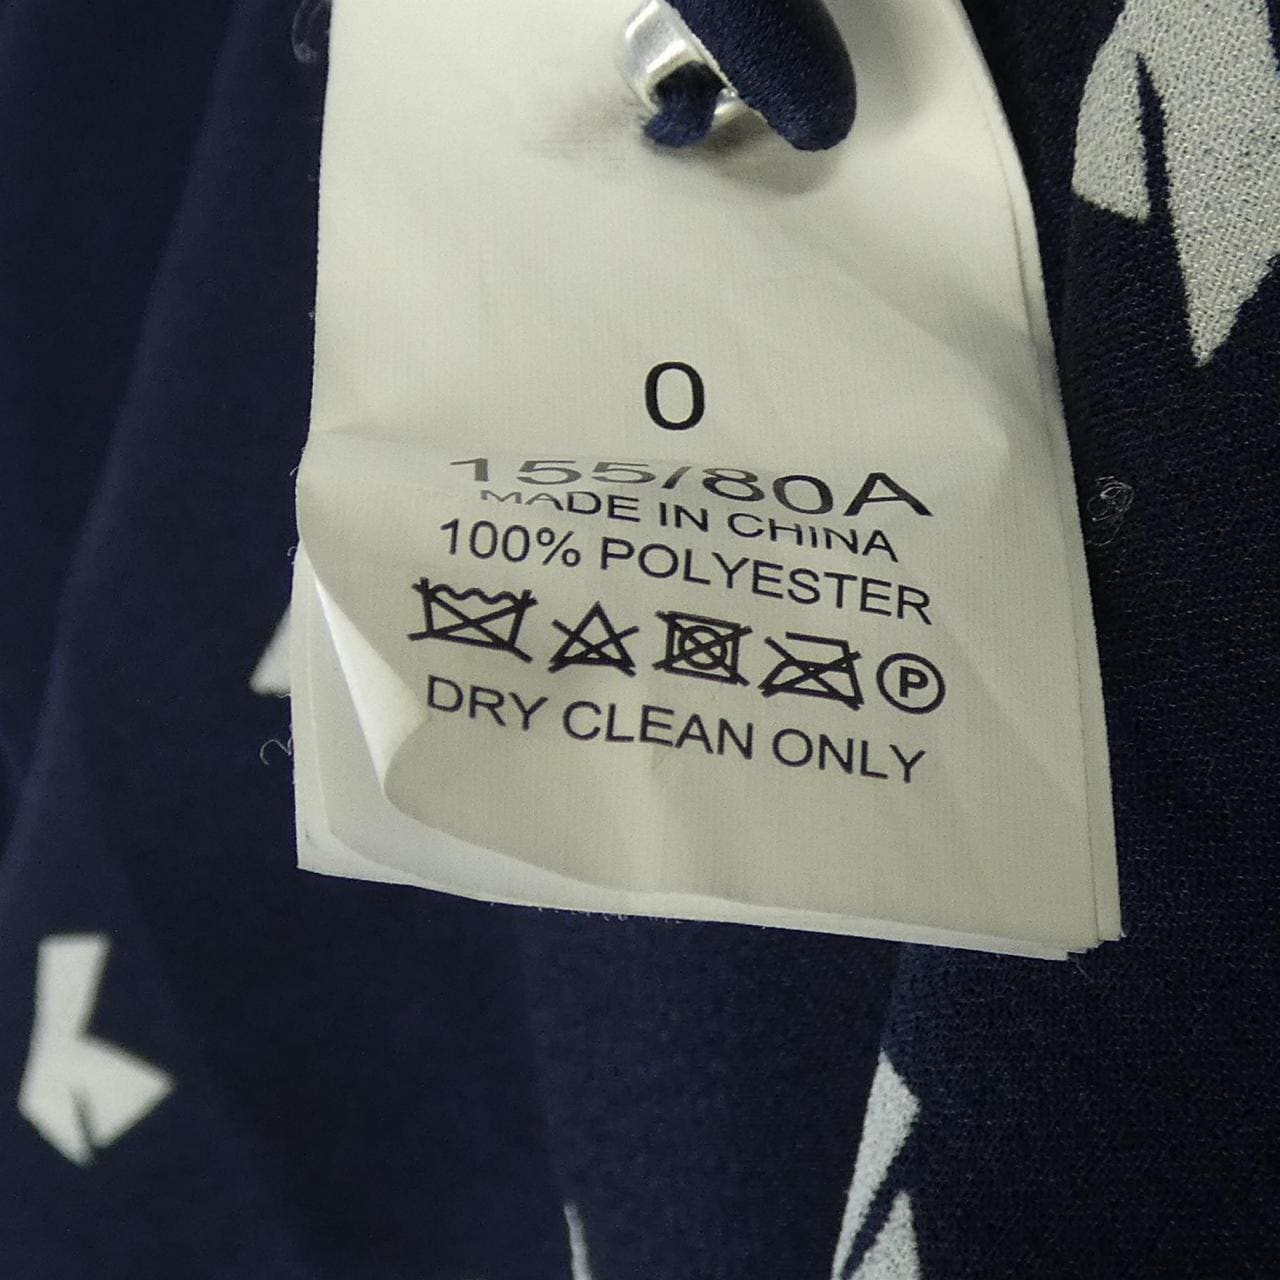 0
155/80A
MADE IN CHINA
100% POLYESTER
P
DRY CLEAN ONLY